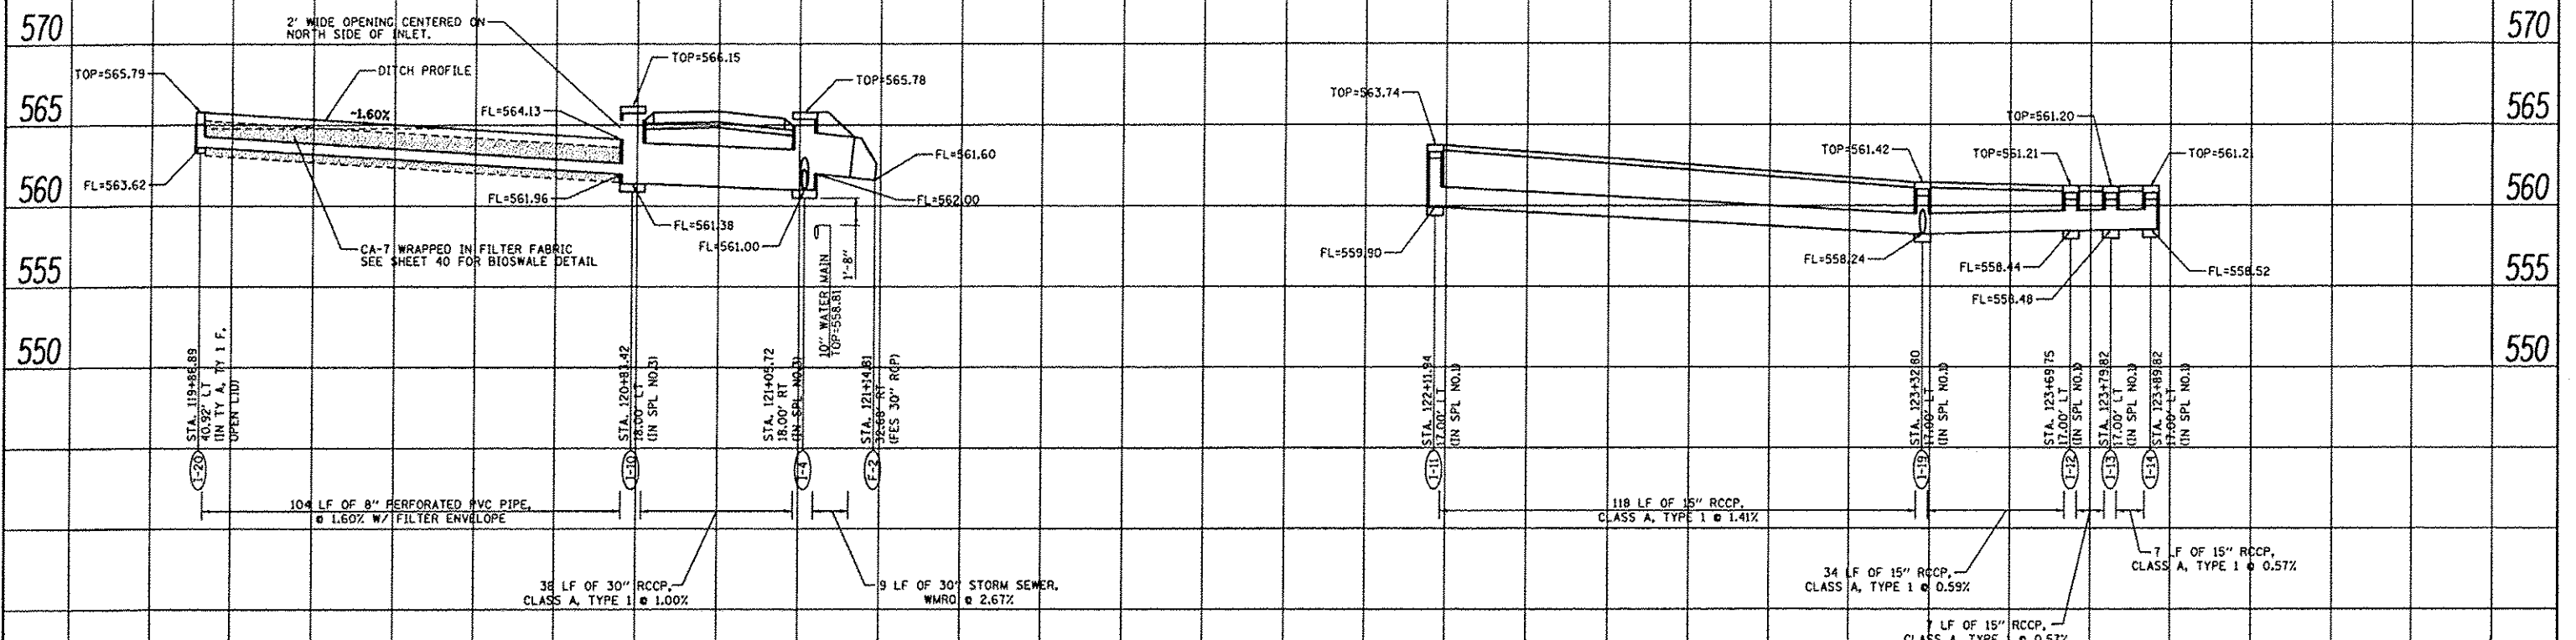 570
2' WIDE OPENING CENTERED ON
NORTH SIDE OF INLET.
570
TOP=565.79
DITCH PROFILE
TOP=566.15
TOP=565.78
TOP=563.74
565
~1.60%
FL=564.13
TOP=561.20
565
TOP=561.42
TOP=561.21
TOP=561.21
FL=561.60
560
FL=563.62
FL=561.96
FL=562.00
560
FL=561.38
FL=561.00
CA-7 WRAPPED IN FILTER FABRIC
SEE SHEET 40 FOR BIOSWALE DETAIL
10" WATER MAIN
TOP=558.81
1'-8"
FL=559.90
FL=558.24
FL=558.44
FL=558.48
FL=558.52
555
555
550
550
STA. 119+86.89
40.92' LT
(IN TY A, TY 1 F,
OPEN LID)
STA. 120+83.42
18.00' LT
(IN SPL NO.3)
STA. 121+05.72
18.00' RT
(IN SPL NO.3)
STA. 121+14.81
32.68' RT
(FES 30" RCP)
STA. 122+11.94
17.00' LT
(IN SPL NO.1)
STA. 123+32.80
17.00' LT
(IN SPL NO.1)
STA. 123+69.75
17.00' LT
(IN SPL NO.1)
STA. 123+79.82
17.00' LT
(IN SPL NO.1)
STA. 123+89.82
17.00' LT
(IN SPL NO.1)
I-20
I-10
I-4
F-2
I-11
I-19
I-12
I-13
I-14
104 LF OF 8" PERFORATED PVC PIPE,
@ 1.60% W/ FILTER ENVELOPE
118 LF OF 15" RCCP,
CLASS A, TYPE 1 @ 1.41%
38 LF OF 30" RCCP,
CLASS A, TYPE 1 @ 1.00%
9 LF OF 30" STORM SEWER,
WMRQ @ 2.67%
34 LF OF 15" RCCP,
CLASS A, TYPE 1 @ 0.59%
7 LF OF 15" RCCP,
CLASS A, TYPE 1 @ 0.57%
7 LF OF 15" RCCP,
CLASS A, TYPE 1 @ 0.57%